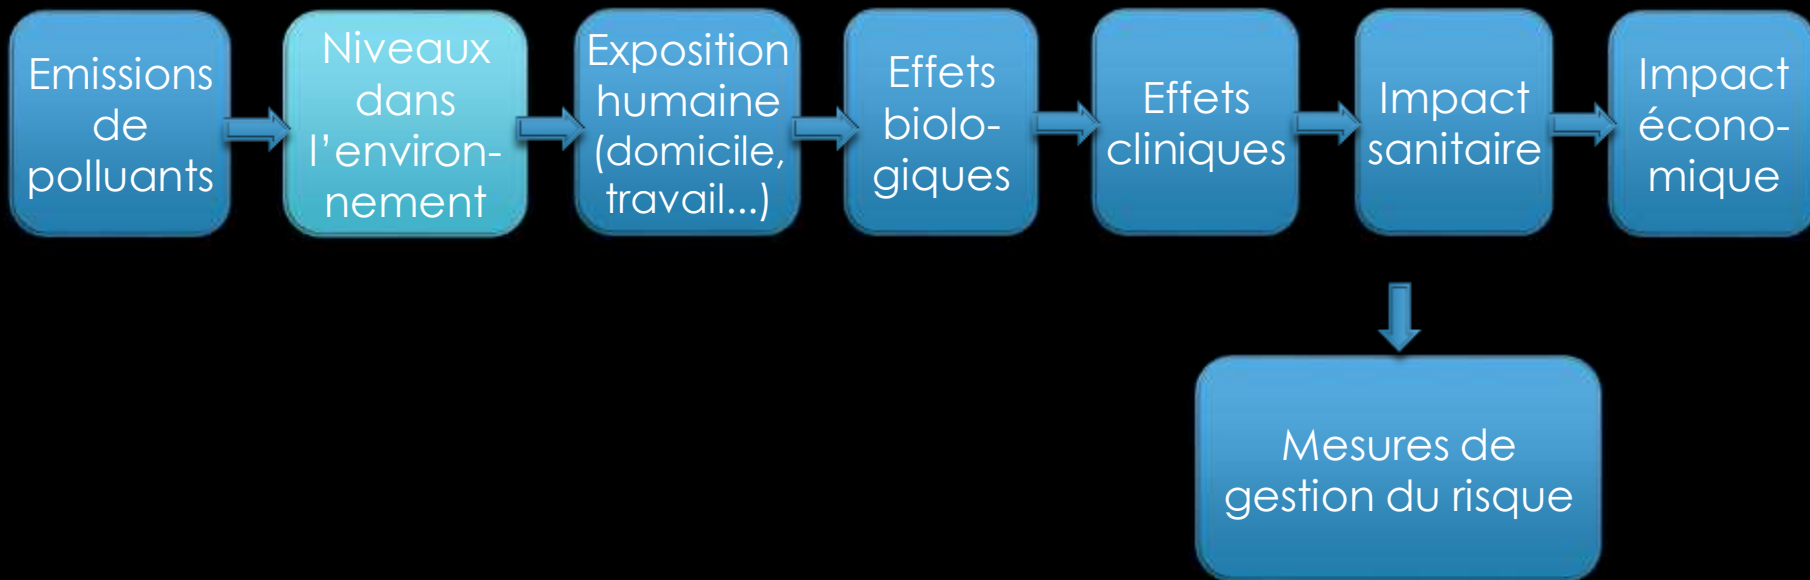 Emissions
de
polluants
Niveaux
dans
l'environ-
nement
Exposition
humaine
(domicile,
travail...)
Effets
biolo-
giques
Effets
cliniques
Impact
sanitaire
Impact
écono-
mique
Mesures de
gestion du risque